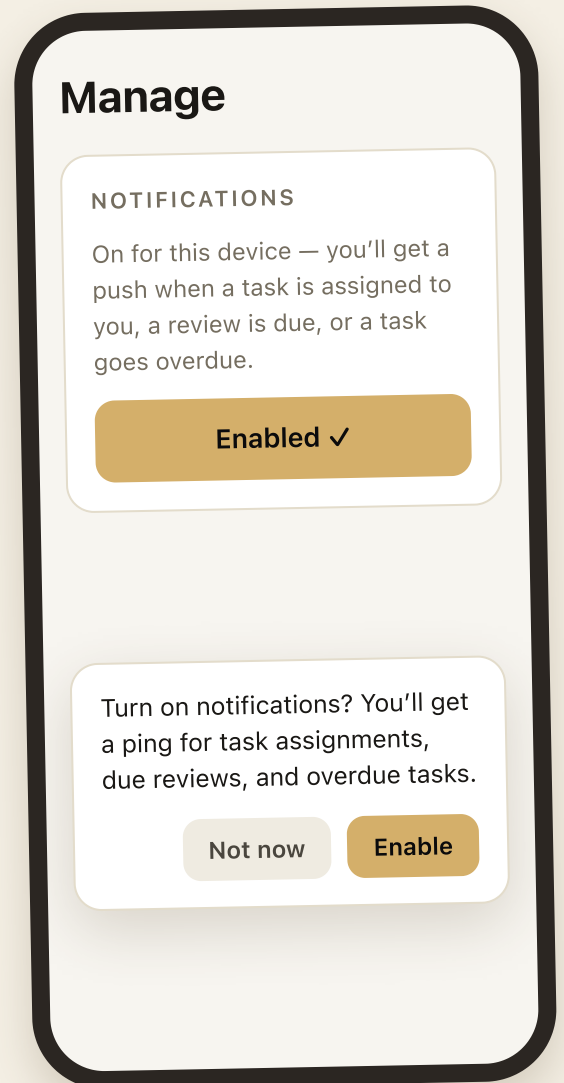 Manage
NOTIFICATIONS
On for this device — you’ll get a
push when a task is assigned to
you, a review is due, or a task
goes overdue.
Enabled ✓
Turn on notifications? You’ll get
a ping for task assignments,
due reviews, and overdue tasks.
Not now
Enable